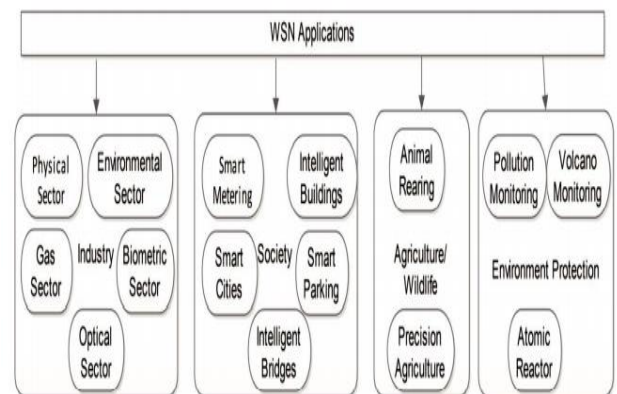 WSN Applications
Physical
Sector
Environmental
Sector
Gas
Sector
Industry
Biometric
Sector
Optical
Sector
Smart
Metering
Intelligent
Buildings
Smart
Cities
Society
Smart
Parking
Intelligent
Bridges
Animal
Rearing
Agriculture/
Wildlife
Precision
Agriculture
Pollution
Monitoring
Volcano
Monitoring
Environment Protection
Atomic
Reactor